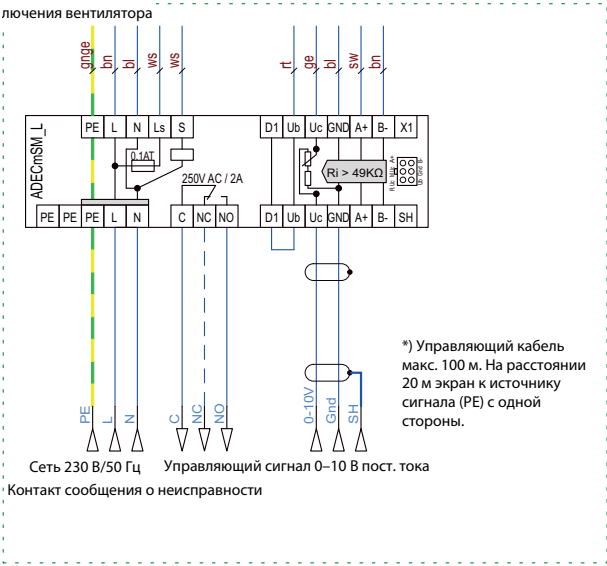 лючения вентилятора
gnge bn bl ws ws rt ge bl sw bn
PE L N Ls S D1 Ub Uc GND A+ B- X1
ADECmSM_L
0.1AT
250V AC / 2A
Ri > 49KΩ
PE PE PE L N C NC NO D1 Ub Uc GND A+ B- SH
*) Управляющий кабель
макс. 100 м. На расстоянии
20 м экран к источнику
сигнала (PE) с одной
стороны.
PE L N C NC NO 0-10V Gnd SH
Сеть 230 В/50 Гц Управляющий сигнал 0–10 В пост. тока
Контакт сообщения о неисправности